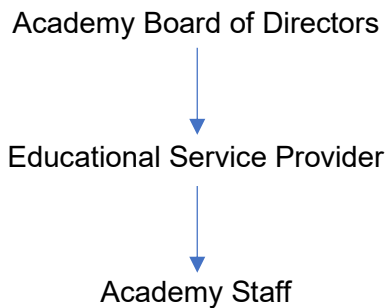 Academy Board of Directors
Educational Service Provider
Academy Staff